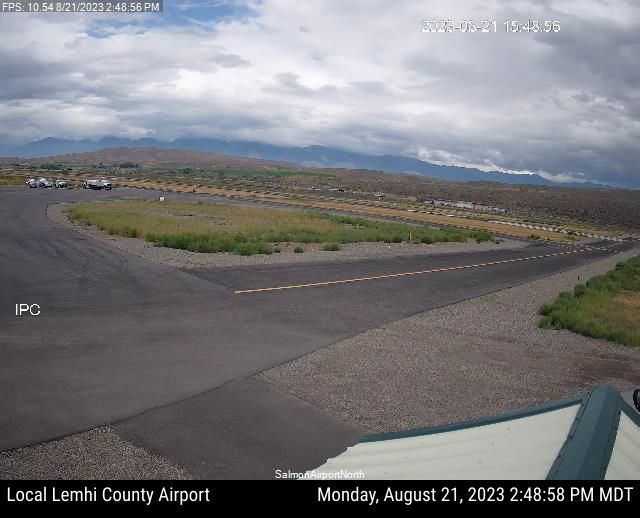 FPS: 10.54 8/21/2023 2:48:56 PM
2023-08-21 15:48:56
IPC
SalmonAirportNorth
Local Lemhi County Airport Monday, August 21, 2023 2:48:58 PM MDT